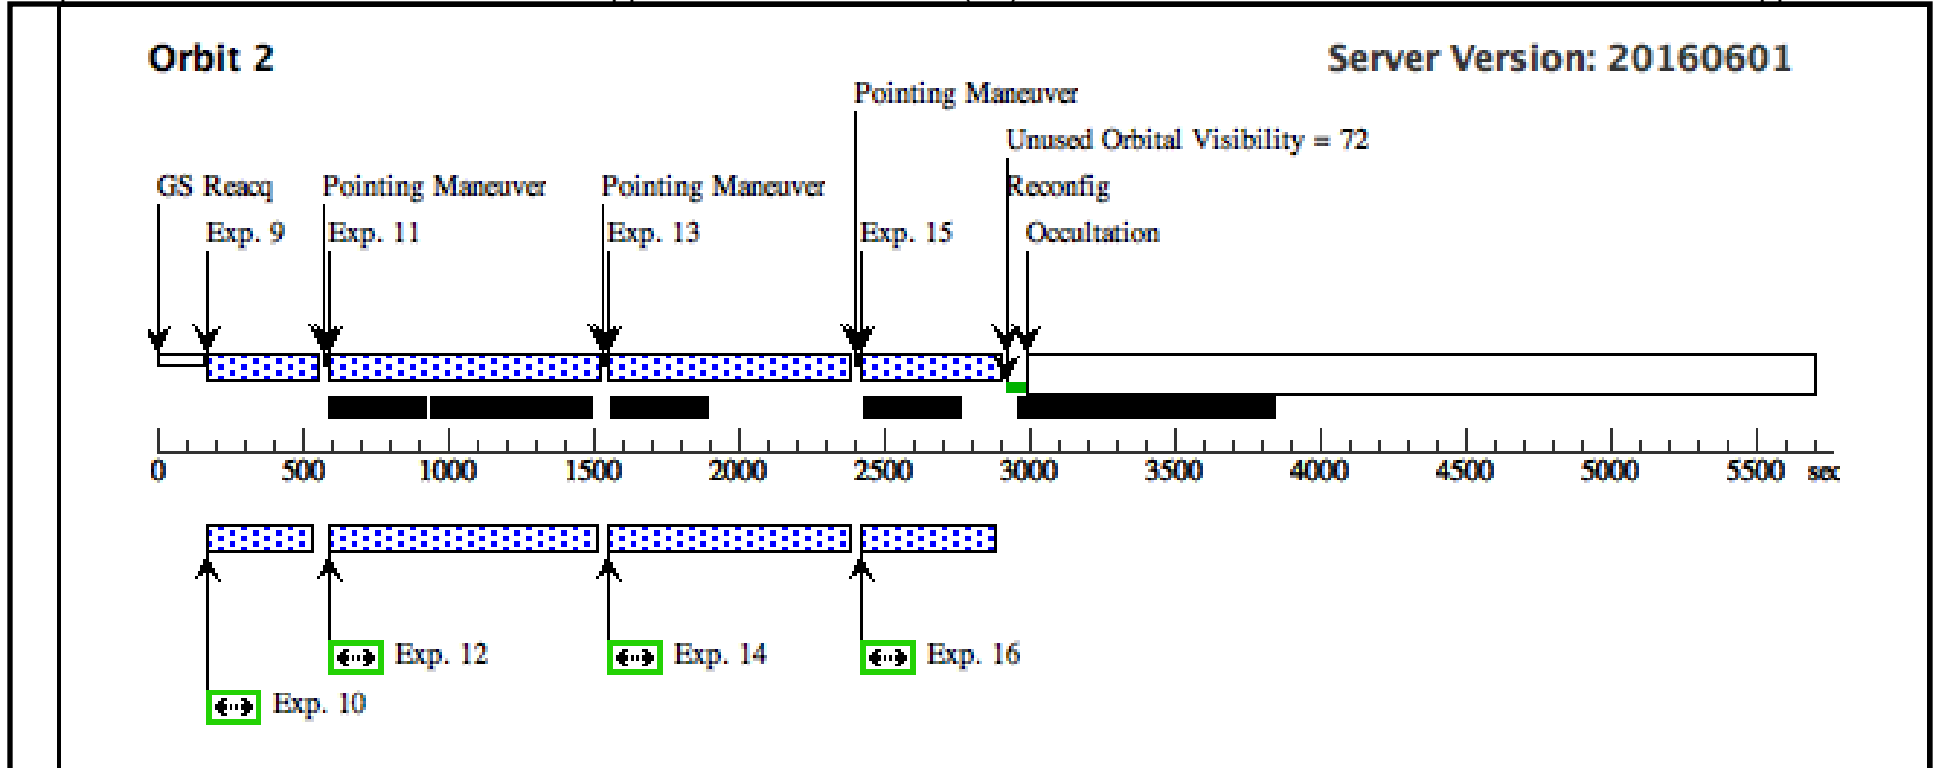 Orbit 2
Server Version: 20160601
Pointing Maneuver
Unused Orbital Visibility = 72
GS Reacq
Pointing Maneuver
Pointing Maneuver
Reconfig
Exp. 9
Exp. 11
Exp. 13
Exp. 15
Occultation
0 500 1000 1500 2000 2500 3000 3500 4000 4500 5000 5500 sec
Exp. 12
Exp. 14
Exp. 16
Exp. 10